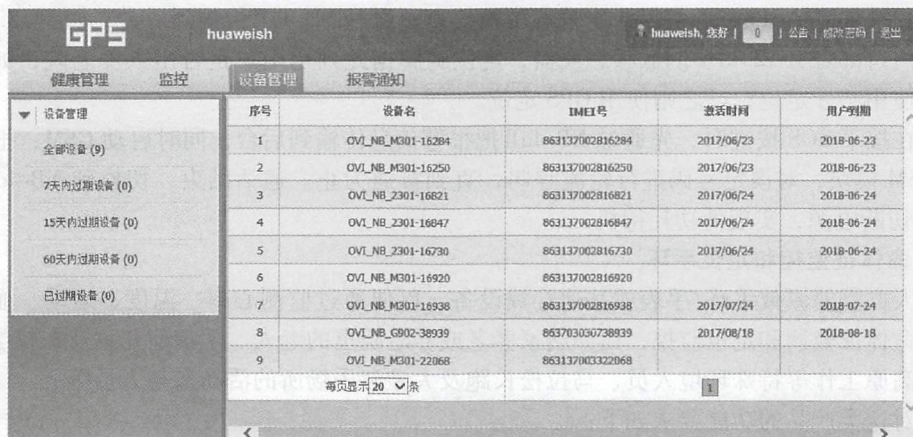 GPS huaweish huaweish, 您好 | 0 | 公告 | 修改密码 | 退出
健康管理 监控 设备管理 报警通知
设备管理
全部设备 (9)
7天内过期设备 (0)
15天内过期设备 (0)
60天内过期设备 (0)
已过期设备 (0)
序号 设备名 IMEI号 激活时间 用户到期
1 OVI_NB_M301-16284 863137002816284 2017/06/23 2018-06-23
2 OVI_NB_M301-16250 863137002816250 2017/06/23 2018-06-23
3 OVI_NB_2301-16821 863137002816821 2017/06/24 2018-06-24
4 OVI_NB_2301-16847 863137002816847 2017/06/24 2018-06-24
5 OVI_NB_2301-16730 863137002816730 2017/06/24 2018-06-24
6 OVI_NB_M301-16920 863137002816920
7 OVI_NB_M301-16938 863137002816938 2017/07/24 2018-07-24
8 OVI_NB_G902-38939 863703030738939 2017/08/18 2018-08-18
9 OVI_NB_M301-22068 863137003322068
每页显示 20 条 1